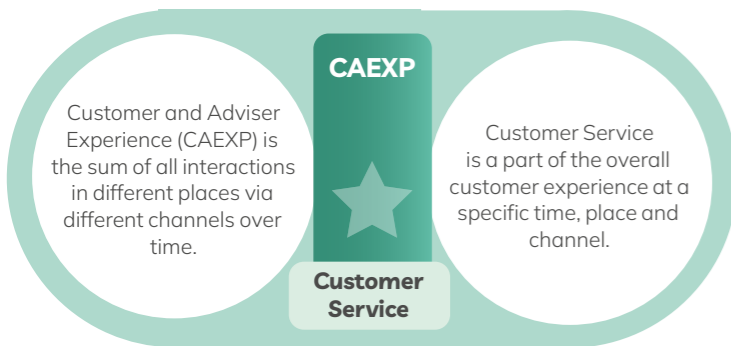 Customer and Adviser
Experience (CAEXP) is
the sum of all interactions
in different places via
different channels over
time.
CAEXP
Customer
Service
Customer Service
is a part of the overall
customer experience at a
specific time, place and
channel.